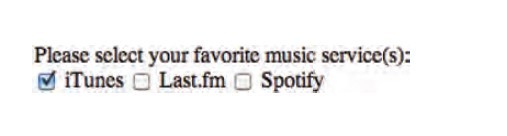 Please select your favorite music service(s):
iTunes Last.fm Spotify